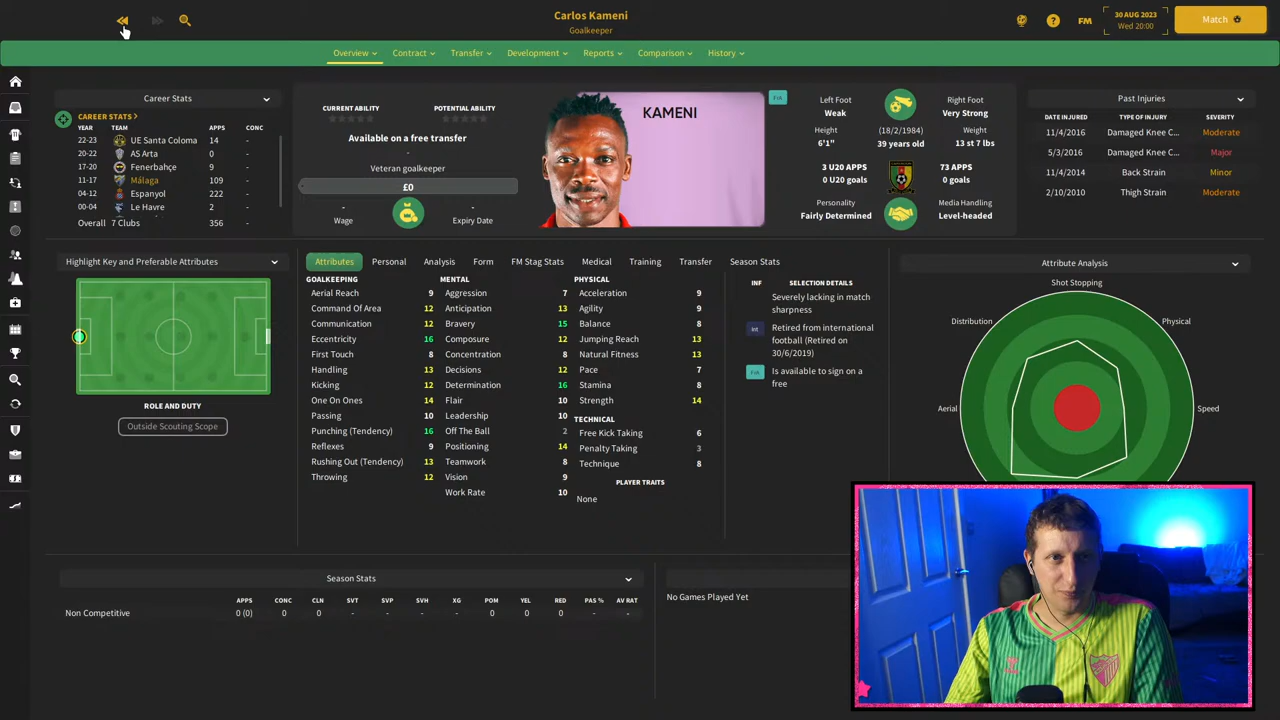 Carlos Kameni
Goalkeeper
FM
30 AUG 2023
Wed 20:00
Match
Overview
Contract
Transfer
Development
Reports
Comparison
History
Career Stats
CAREER STATS >
YEAR TEAM APPS CONC
22-23 UE Santa Coloma 14 -
20-22 AS Arta 0 -
17-20 Fenerbahçe 9 -
11-17 Málaga 109 -
04-12 Espanyol 222 -
00-04 Le Havre 2 -
Overall 7 Clubs 356 -
CURRENT ABILITY
POTENTIAL ABILITY
Available on a free transfer
-
Veteran goalkeeper
£0
- -
Wage
Expiry Date
KAMENI
F/A
Left Foot
Weak
Right Foot
Very Strong
Height
6'1"
(18/2/1984)
39 years old
Weight
13 st 7 lbs
3 U20 APPS
0 U20 goals
73 APPS
0 goals
Personality
Fairly Determined
Media Handling
Level-headed
Past Injuries
DATE INJURED TYPE OF INJURY SEVERITY
11/4/2016 Damaged Knee C... Moderate
5/3/2016 Damaged Knee C... Major
11/4/2014 Back Strain Minor
2/10/2010 Thigh Strain Moderate
Highlight Key and Preferable Attributes
ROLE AND DUTY
Outside Scouting Scope
Attributes
Personal
Analysis
Form
FM Stag Stats
Medical
Training
Transfer
Season Stats
GOALKEEPING
Aerial Reach 9
Command Of Area 12
Communication 12
Eccentricity 16
First Touch 8
Handling 13
Kicking 12
One On Ones 14
Passing 10
Punching (Tendency) 16
Reflexes 9
Rushing Out (Tendency) 13
Throwing 12
MENTAL
Aggression 7
Anticipation 13
Bravery 15
Composure 12
Concentration 8
Decisions 12
Determination 16
Flair 10
Leadership 10
Off The Ball 2
Positioning 14
Teamwork 8
Vision 9
Work Rate 10
PHYSICAL
Acceleration 9
Agility 9
Balance 8
Jumping Reach 13
Natural Fitness 13
Pace 7
Stamina 8
Strength 14
TECHNICAL
Free Kick Taking 6
Penalty Taking 3
Technique 8
PLAYER TRAITS
None
INF SELECTION DETAILS
Severely lacking in match
sharpness
Int Retired from international
football (Retired on
30/6/2019)
F/A Is available to sign on a
free
Attribute Analysis
Shot Stopping
Distribution
Physical
Aerial
Speed
Season Stats
APPS CONC CLN SVT SVP SVH XG POM YEL RED PAS % AV RAT
Non Competitive 0 (0) 0 0 - - - - 0 0 0 - -
No Games Played Yet